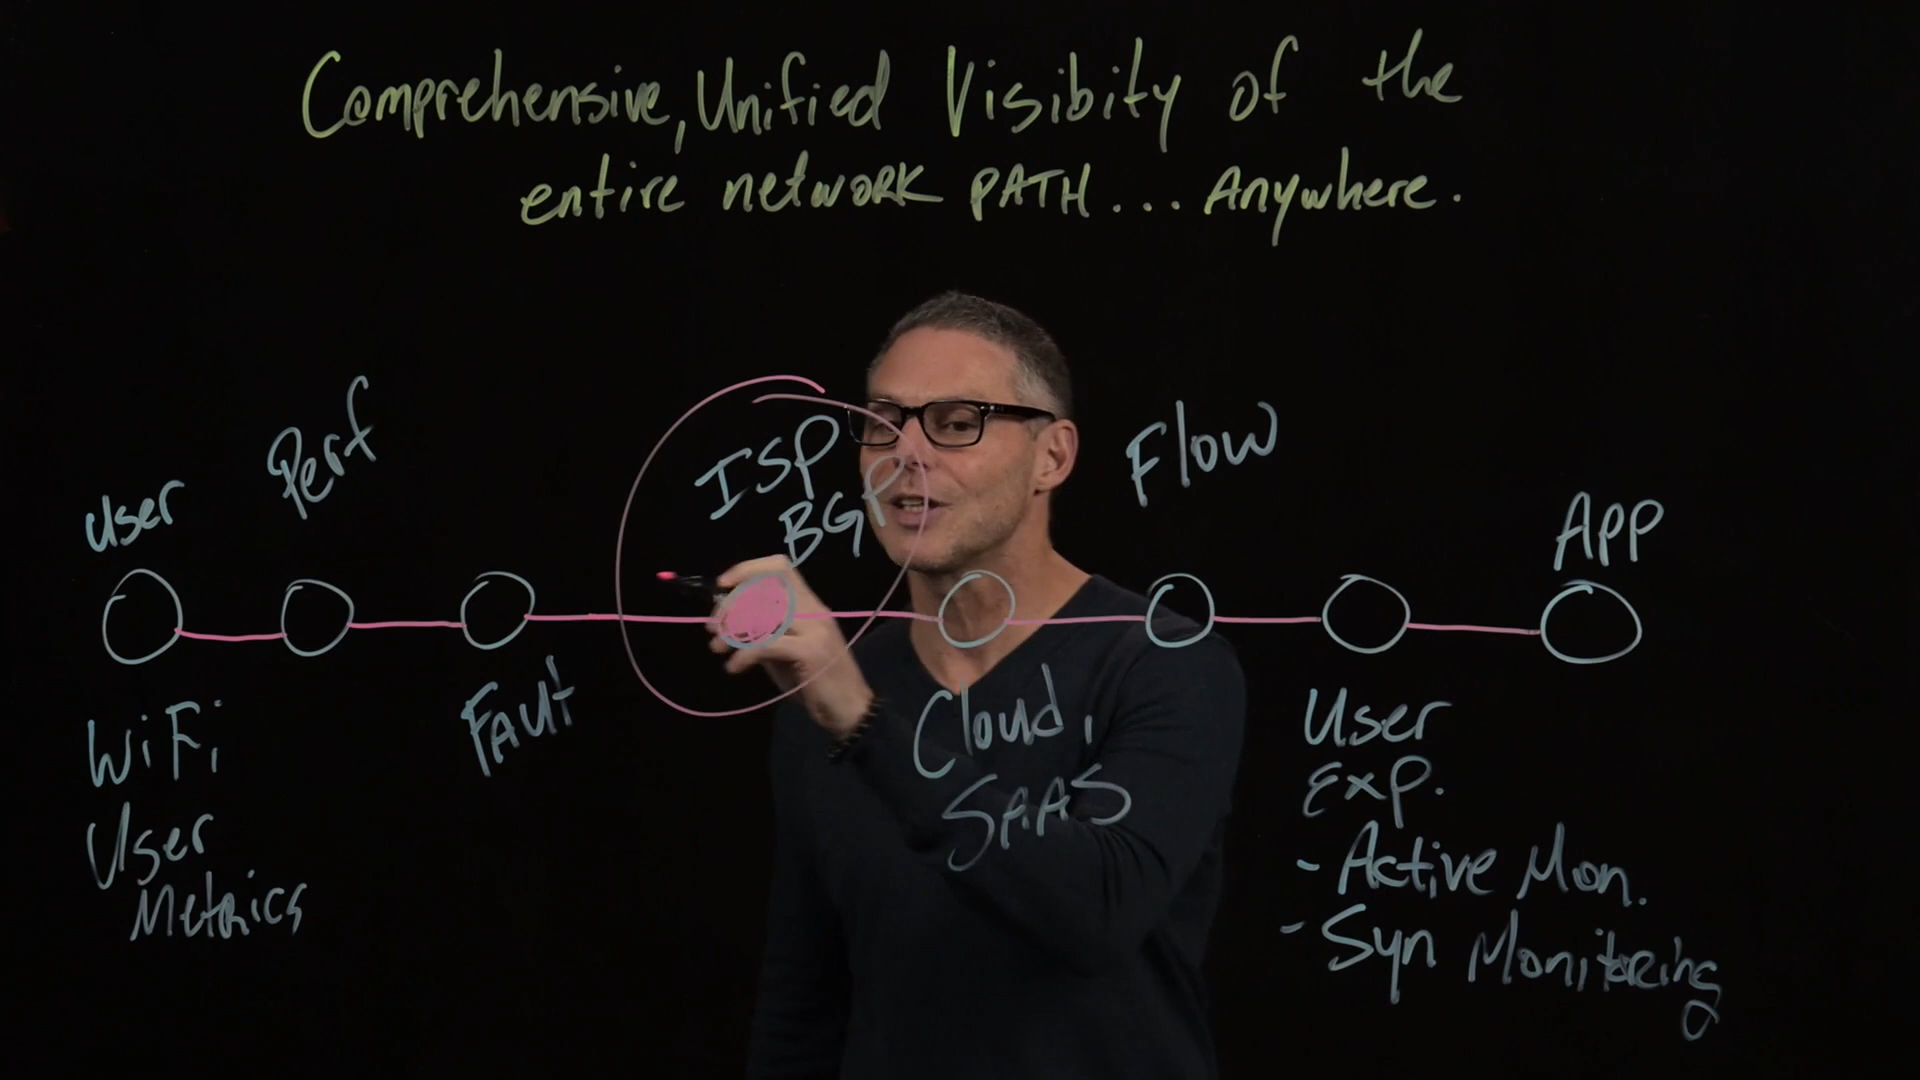 Comprehensive, Unified Visibity of the
entire network PATH... Anywhere.
User
Perf
Fault
ISP
BGP
Cloud,
SAAS
Flow
App
WiFi
User
Metrics
User
Exp.
- Active Mon.
- Syn Monitoring